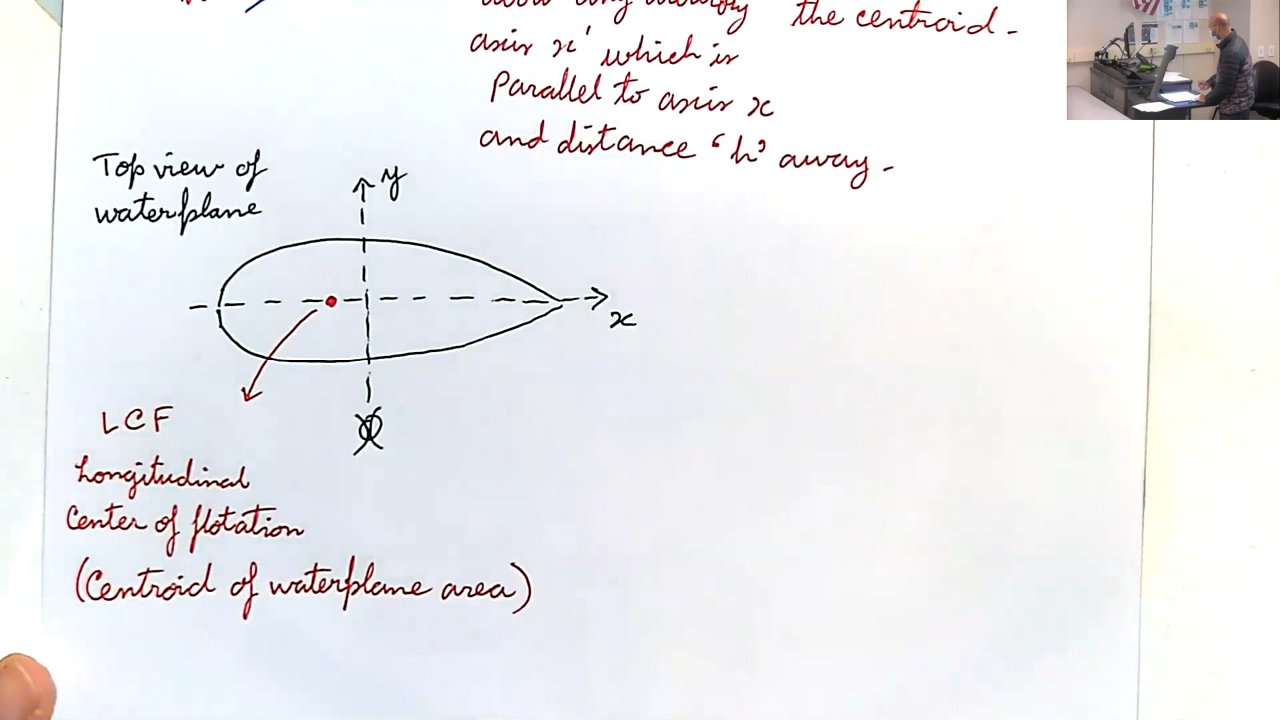 the centroid.
axis x' which is
Parallel to axis x
and distance 'h' away.
Top view of
waterplane
y
x
LCF
Longitudinal
Center of flotation
(Centroid of waterplane area)